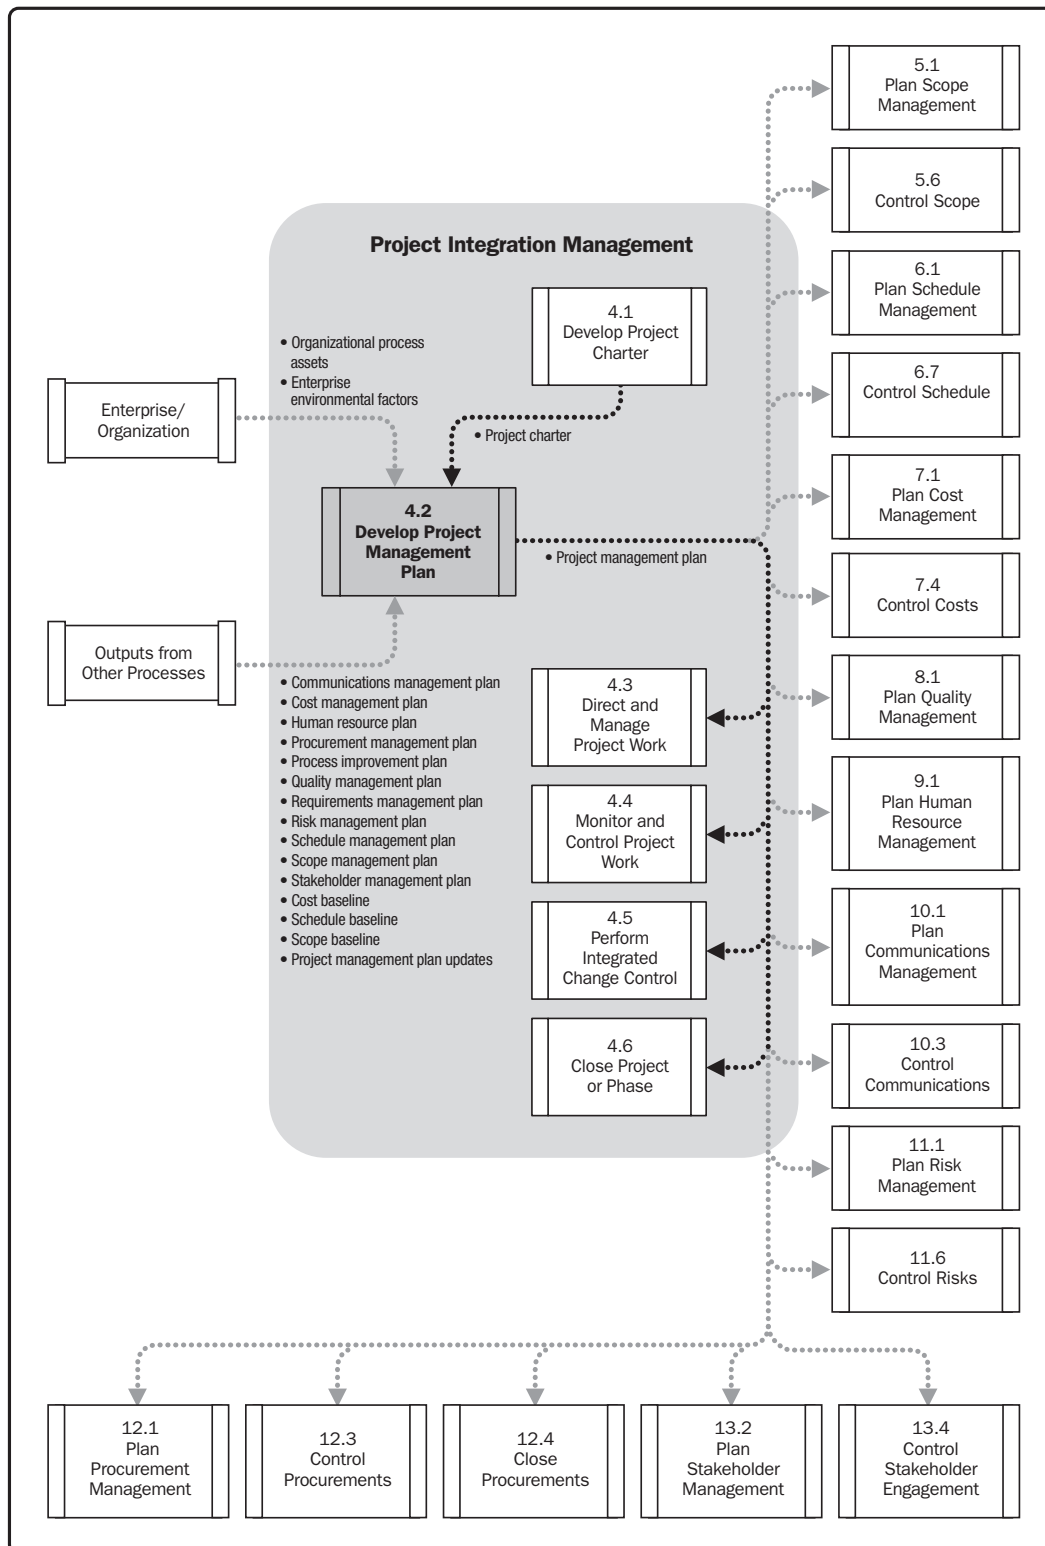 Project Integration Management
4.1
Develop Project
Charter
• Organizational process
assets
• Enterprise
environmental factors
Enterprise/
Organization
• Project charter
4.2
Develop Project
Management
Plan
• Project management plan
Outputs from
Other Processes
• Communications management plan
• Cost management plan
• Human resource plan
• Procurement management plan
• Process improvement plan
• Quality management plan
• Requirements management plan
• Risk management plan
• Schedule management plan
• Scope management plan
• Stakeholder management plan
• Cost baseline
• Schedule baseline
• Scope baseline
• Project management plan updates
4.3
Direct and
Manage
Project Work
4.4
Monitor and
Control Project
Work
4.5
Perform
Integrated
Change Control
4.6
Close Project
or Phase
5.1
Plan Scope
Management
5.6
Control Scope
6.1
Plan Schedule
Management
6.7
Control Schedule
7.1
Plan Cost
Management
7.4
Control Costs
8.1
Plan Quality
Management
9.1
Plan Human
Resource
Management
10.1
Plan
Communications
Management
10.3
Control
Communications
11.1
Plan Risk
Management
11.6
Control Risks
12.1
Plan
Procurement
Management
12.3
Control
Procurements
12.4
Close
Procurements
13.2
Plan
Stakeholder
Management
13.4
Control
Stakeholder
Engagement